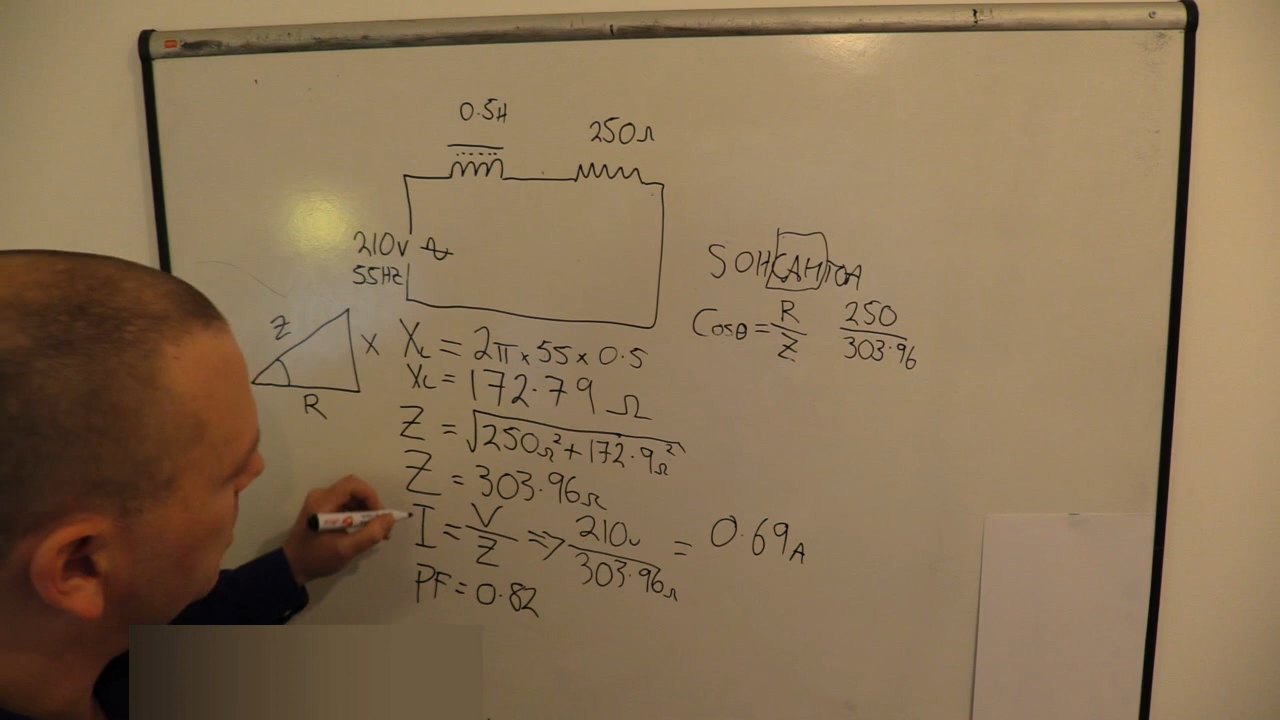 0.5H
250Ω
210v
55HZ
SOHCAHTOA
Cosθ = R/Z 250/303.96
Z
X
R
XL = 2π × 55 × 0.5
XL = 172.79 Ω
Z = √250Ω² + 172.9Ω²
Z = 303.96Ω
I = V/Z => 210v/303.96Ω = 0.69A
PF = 0.82